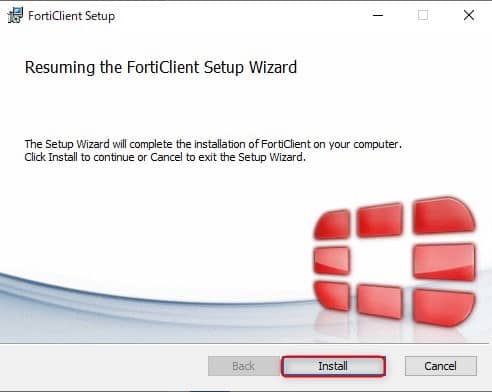 FortiClient Setup
Resuming the FortiClient Setup Wizard
The Setup Wizard will complete the installation of FortiClient on your computer.
Click Install to continue or Cancel to exit the Setup Wizard.
Back Install Cancel